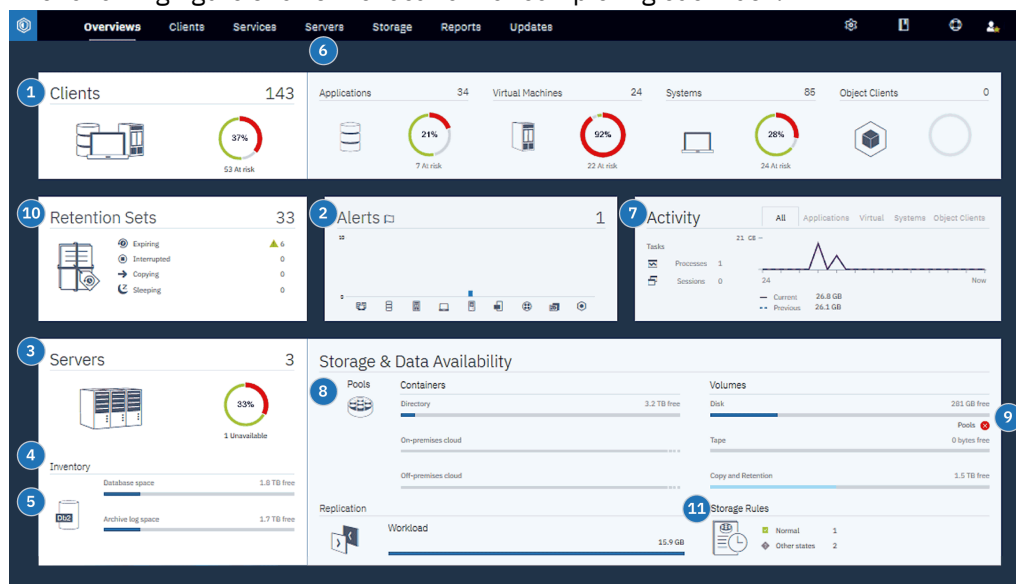 Overviews Clients Services Servers Storage Reports Updates
6
1 Clients 143
37%
53 At risk
Applications 34
21%
7 At risk
Virtual Machines 24
92%
22 At risk
Systems 85
28%
24 At risk
Object Clients 0
10 Retention Sets 33
Expiring 6
Interrupted 0
Copying 0
Sleeping 0
2 Alerts 1
10
0
7 Activity
All Applications Virtual Systems Object Clients
Tasks
Processes 1
Sessions 0
21 GB
24 Now
Current 26.8 GB
Previous 26.1 GB
3 Servers 3
33%
1 Unavailable
4
Inventory
Database space 1.8 TB free
5
Db2
Archive log space 1.7 TB free
Storage & Data Availability
8
Pools
Containers
Directory 3.2 TB free
On-premises cloud
Off-premises cloud
Volumes
Disk 281 GB free
Pools
9
Tape 0 bytes free
Copy and Retention 1.5 TB free
Replication
Workload
15.9 GB
11 Storage Rules
Normal 1
Other states 2